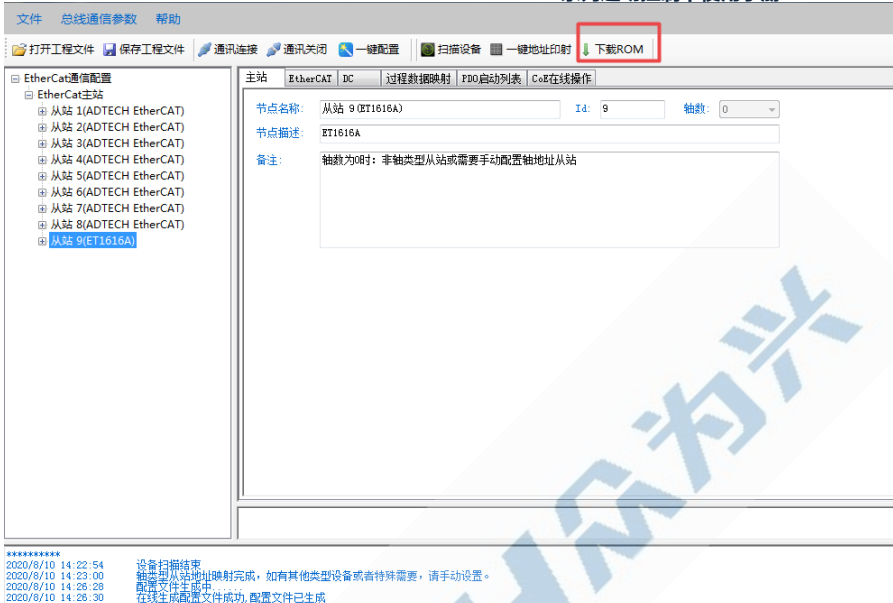 文件 总线通信参数 帮助
打开工程文件 保存工程文件 通讯连接 通讯关闭 一键配置 扫描设备 一键地址印射 下载ROM
EtherCat通信配置
EtherCat主站
从站 1(ADTECH EtherCAT)
从站 2(ADTECH EtherCAT)
从站 3(ADTECH EtherCAT)
从站 4(ADTECH EtherCAT)
从站 5(ADTECH EtherCAT)
从站 6(ADTECH EtherCAT)
从站 7(ADTECH EtherCAT)
从站 8(ADTECH EtherCAT)
从站 9(ET1616A)
主站 EtherCAT DC 过程数据映射 PDO启动列表 CoE在线操作
节点名称: 从站 9(ET1616A) Id: 9 轴数: 0
节点描述: ET1616A
备注: 轴数为0时: 非轴类型从站或需要手动配置轴地址从站
众为兴
**********
2020/8/10 14:22:54 设备扫描结束
2020/8/10 14:23:00 轴类型从站地址映射完成，如有其他类型设备或者特殊需要，请手动设置。
2020/8/10 14:26:28 配置文件生成中......
2020/8/10 14:26:30 在线生成配置文件成功,配置文件已生成